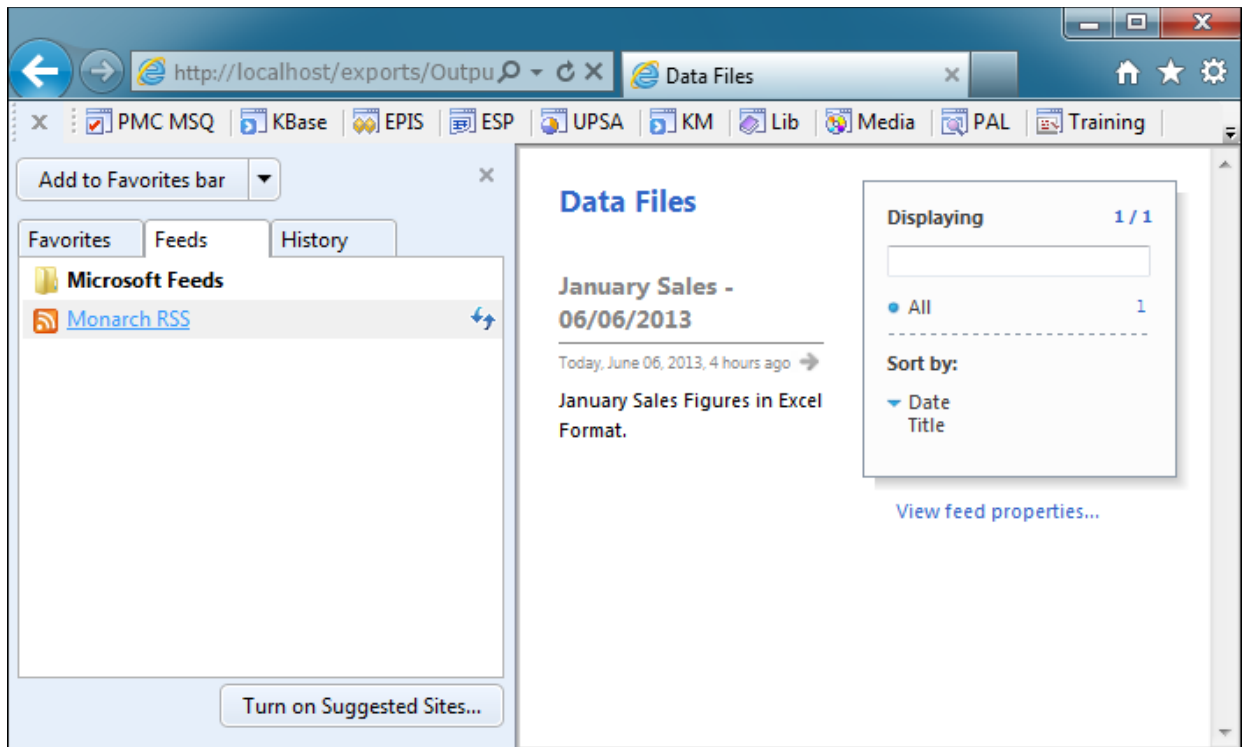 http://localhost/exports/Outpu
Data Files
PMC MSQ KBase EPIS ESP UPSA KM Lib Media PAL Training
Add to Favorites bar
Favorites Feeds History
Microsoft Feeds
Monarch RSS
Turn on Suggested Sites...
Data Files
January Sales -
06/06/2013
Today, June 06, 2013, 4 hours ago
January Sales Figures in Excel
Format.
Displaying 1 / 1
All 1
Sort by:
Date
Title
View feed properties...